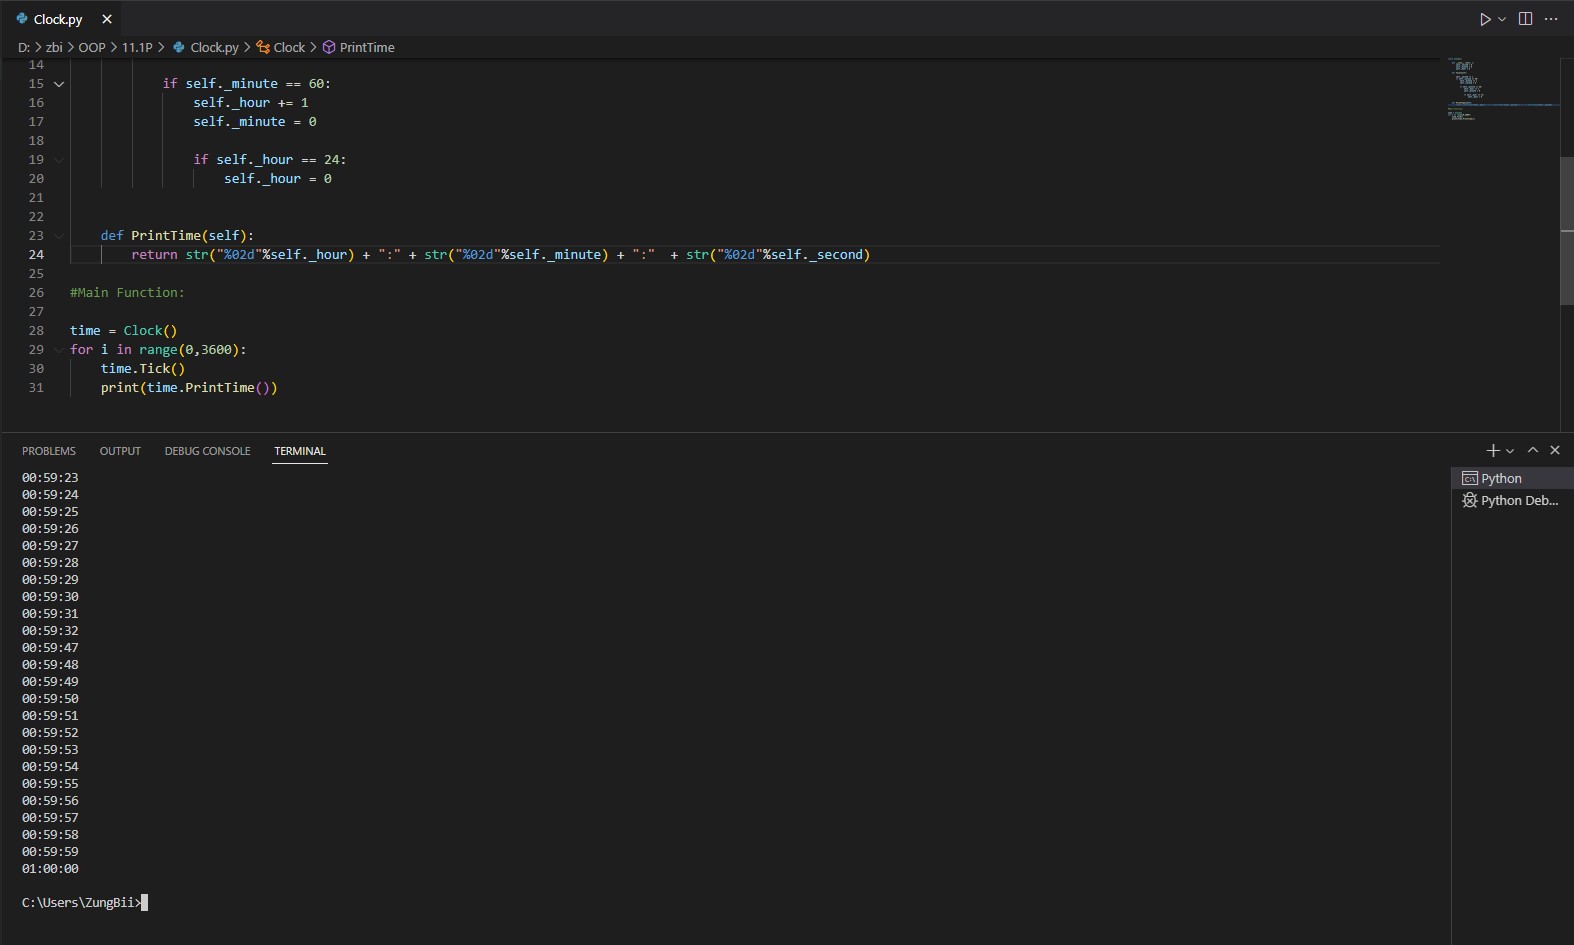 Clock.py
D: > zbi > OOP > 11.1P > Clock.py > Clock > PrintTime
14
15 if self._minute == 60:
16 self._hour += 1
17 self._minute = 0
18
19 if self._hour == 24:
20 self._hour = 0
21
22
23 def PrintTime(self):
24 return str("%02d"%self._hour) + ":" + str("%02d"%self._minute) + ":"  + str("%02d"%self._second)
25
26 #Main Function:
27
28 time = Clock()
29 for i in range(0,3600):
30 time.Tick()
31 print(time.PrintTime())
PROBLEMS OUTPUT DEBUG CONSOLE TERMINAL
00:59:23
00:59:24
00:59:25
00:59:26
00:59:27
00:59:28
00:59:29
00:59:30
00:59:31
00:59:32
00:59:47
00:59:48
00:59:49
00:59:50
00:59:51
00:59:52
00:59:53
00:59:54
00:59:55
00:59:56
00:59:57
00:59:58
00:59:59
01:00:00
C:\Users\ZungBii>
Python
Python Deb...